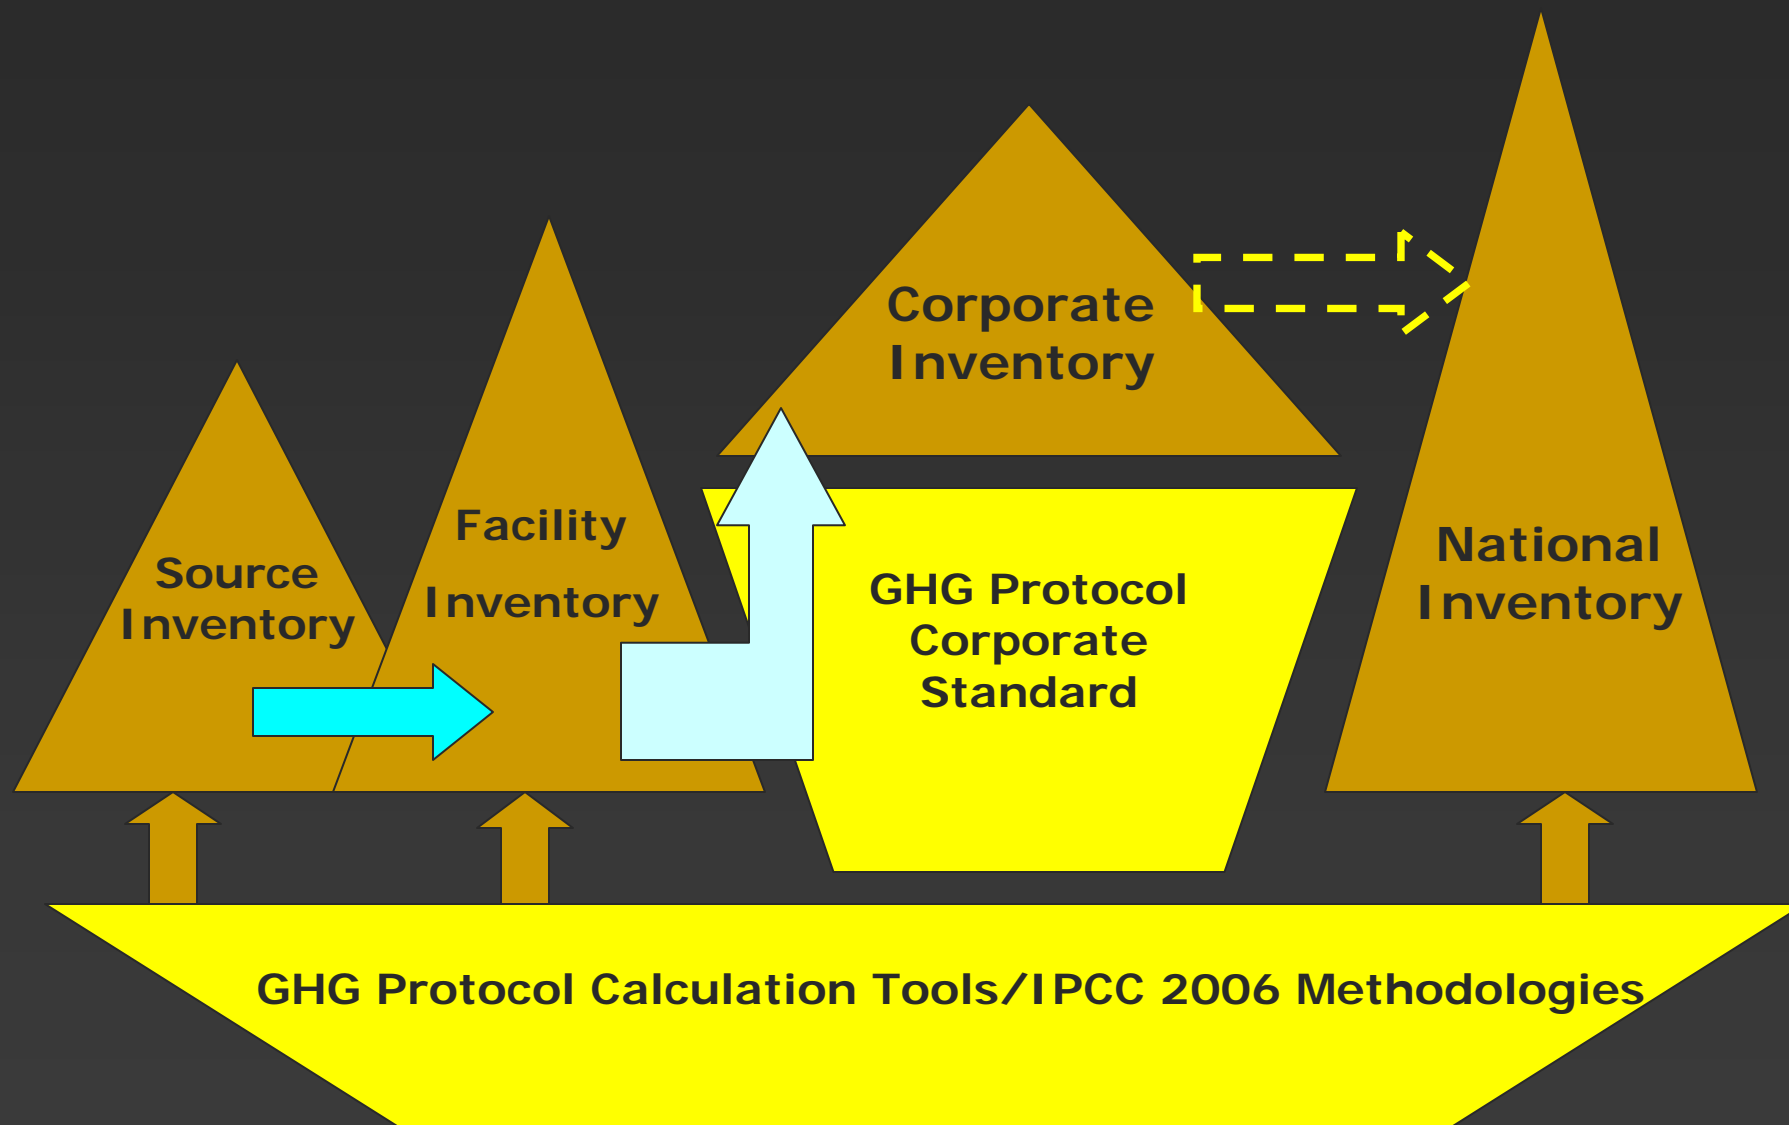 Source
Inventory
Facility
Inventory
Corporate
Inventory
GHG Protocol
Corporate
Standard
National
Inventory
GHG Protocol Calculation Tools/IPCC 2006 Methodologies